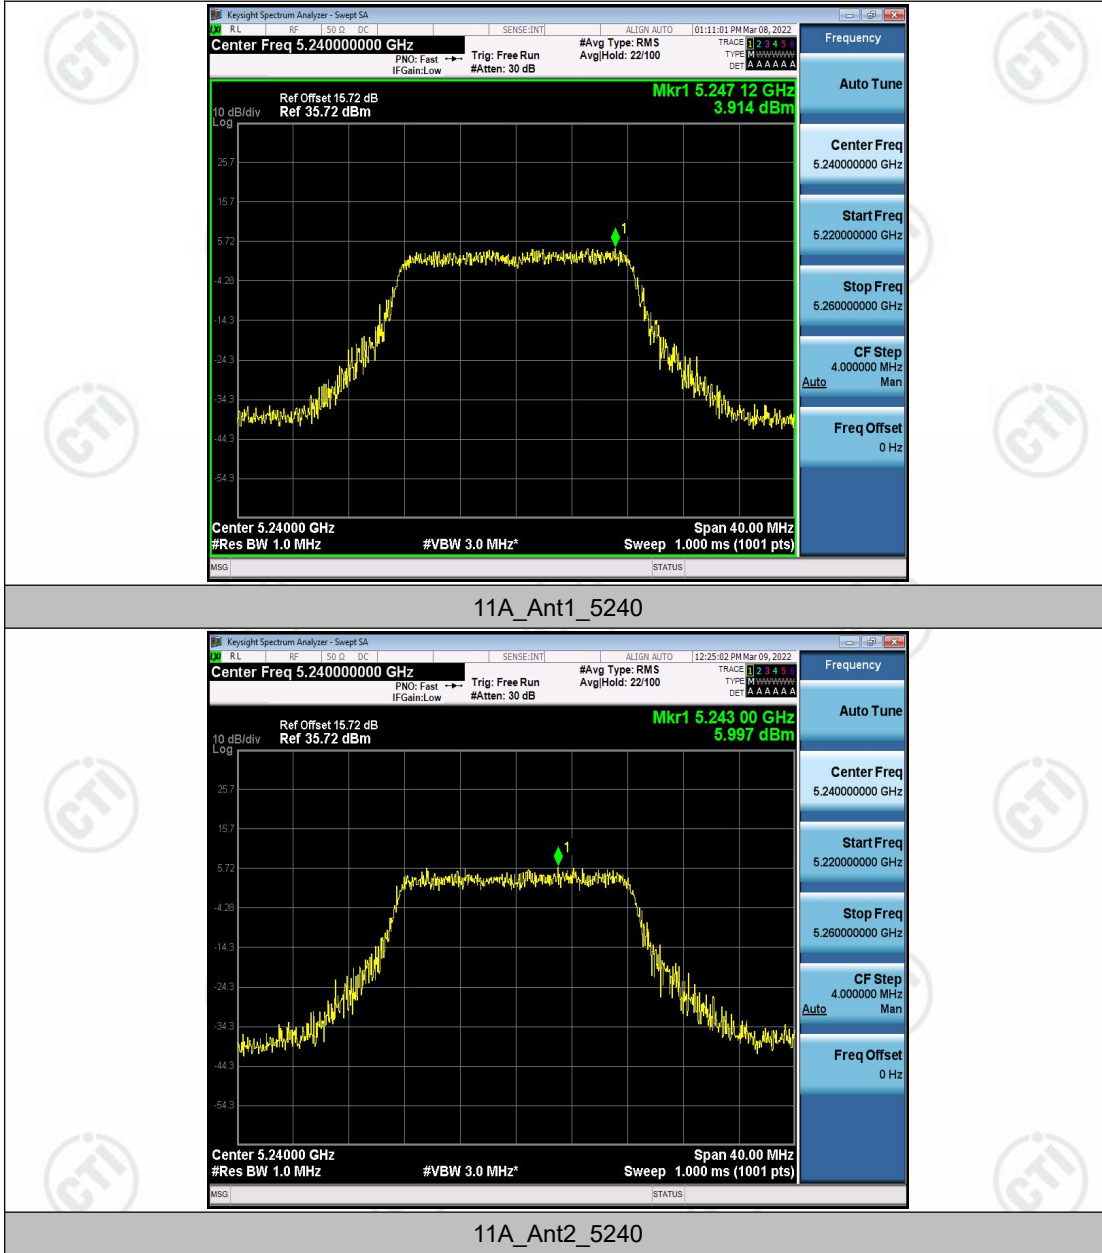 Keysight Spectrum Analyzer - Swept SA
LXI RL RF 50 Ω DC SENSE:INT ALIGN AUTO 01:11:01 PM Mar 08, 2022
Center Freq 5.240000000 GHz
PNO: Fast
IFGain:Low
Trig: Free Run
#Atten: 30 dB
#Avg Type: RMS
Avg|Hold: 22/100
TRACE 1 2 3 4 5 6
TYPE M W W W W W
DET A A A A A A
Frequency
Mkr1 5.247 12 GHz
3.914 dBm
Ref Offset 15.72 dB
10 dB/div Ref 35.72 dBm
Log
25.7
15.7
5.72
-4.28
-14.3
-24.3
-34.3
-44.3
-54.3
1
Center 5.24000 GHz Span 40.00 MHz
#Res BW 1.0 MHz #VBW 3.0 MHz* Sweep 1.000 ms (1001 pts)
MSG STATUS
Auto Tune
Center Freq
5.240000000 GHz
Start Freq
5.220000000 GHz
Stop Freq
5.260000000 GHz
CF Step
4.000000 MHz
Auto Man
Freq Offset
0 Hz
11A_Ant1_5240
Keysight Spectrum Analyzer - Swept SA
LXI RL RF 50 Ω DC SENSE:INT ALIGN AUTO 12:25:02 PM Mar 09, 2022
Center Freq 5.240000000 GHz
PNO: Fast
IFGain:Low
Trig: Free Run
#Atten: 30 dB
#Avg Type: RMS
Avg|Hold: 22/100
TRACE 1 2 3 4 5 6
TYPE M W W W W W
DET A A A A A A
Frequency
Mkr1 5.243 00 GHz
5.997 dBm
Ref Offset 15.72 dB
10 dB/div Ref 35.72 dBm
Log
25.7
15.7
5.72
-4.28
-14.3
-24.3
-34.3
-44.3
-54.3
1
Center 5.24000 GHz Span 40.00 MHz
#Res BW 1.0 MHz #VBW 3.0 MHz* Sweep 1.000 ms (1001 pts)
MSG STATUS
Auto Tune
Center Freq
5.240000000 GHz
Start Freq
5.220000000 GHz
Stop Freq
5.260000000 GHz
CF Step
4.000000 MHz
Auto Man
Freq Offset
0 Hz
11A_Ant2_5240
CTI
CTI
CTI
CTI
CTI
CTI
CTI
CTI